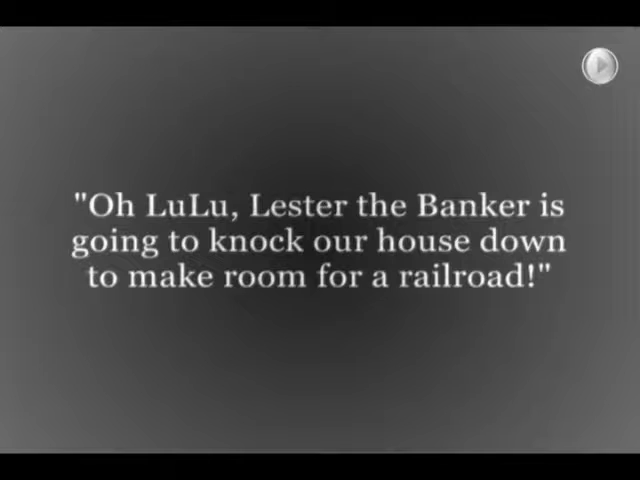 "Oh LuLu, Lester the Banker is
going to knock our house down
to make room for a railroad!"